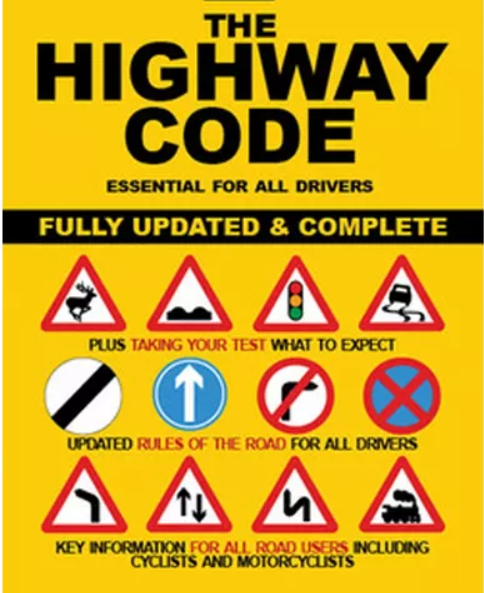 THE
HIGHWAY
CODE
ESSENTIAL FOR ALL DRIVERS
FULLY UPDATED & COMPLETE
PLUS TAKING YOUR TEST WHAT TO EXPECT
UPDATED RULES OF THE ROAD FOR ALL DRIVERS
KEY INFORMATION FOR ALL ROAD USERS INCLUDING
CYCLISTS AND MOTORCYCLISTS